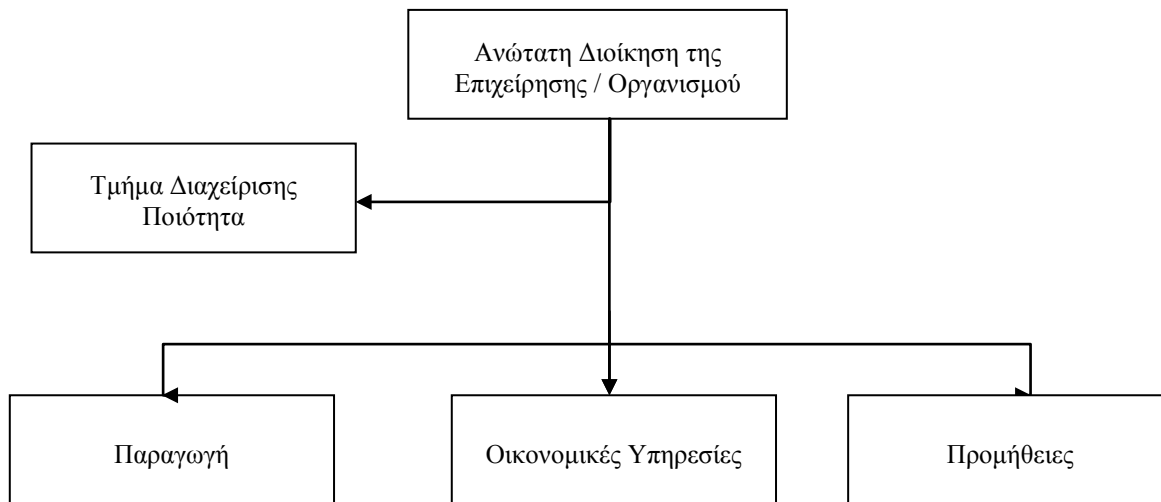 Ανώτατη Διοίκηση της
Επιχείρησης / Οργανισμού
Τμήμα Διαχείρισης
Ποιότητα
Παραγωγή
Οικονομικές Υπηρεσίες
Προμήθειες